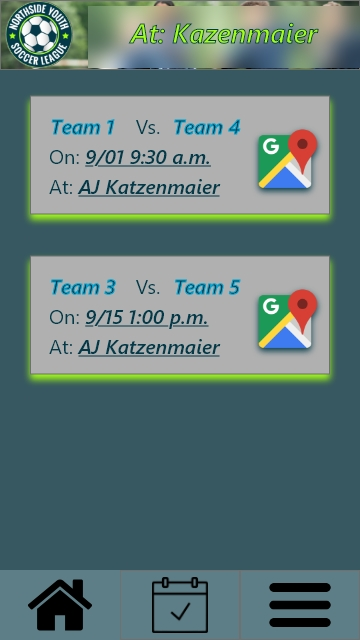 NORTHSIDE YOUTH
SOCCER LEAGUE
At: Kazenmaier
Team 1 Vs. Team 4
On: 9/01 9:30 a.m.
At: AJ Katzenmaier
G
Team 3 Vs. Team 5
On: 9/15 1:00 p.m.
At: AJ Katzenmaier
G